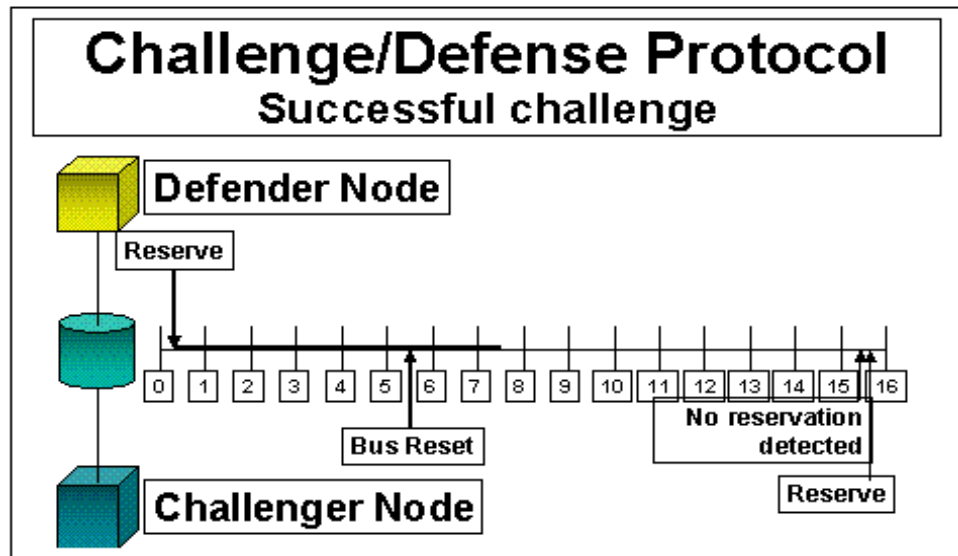 Challenge/Defense Protocol
Successful challenge
Defender Node
Reserve
0 1 2 3 4 5 6 7 8 9 10 11 12 13 14 15 16
Bus Reset
No reservation
detected
Reserve
Challenger Node